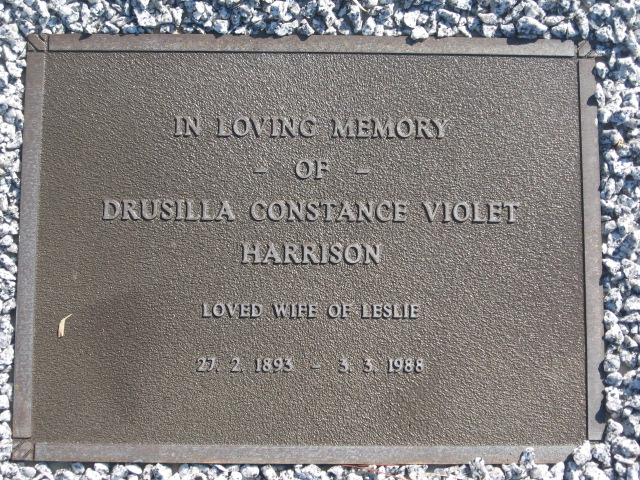 IN LOVING MEMORY
- OF -
DRUSILLA CONSTANCE VIOLET
HARRISON
LOVED WIFE OF LESLIE
27. 2. 1893 - 3. 3. 1988